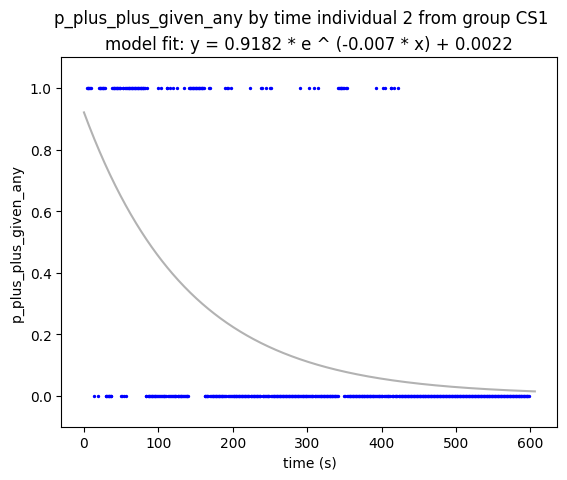 p_plus_plus_given_any by time individual 2 from group CS1
model fit: y = 0.9182 * e ^ (-0.007 * x) + 0.0022
1.0
0.8
0.6
0.4
0.2
0.0
p_plus_plus_given_any
0 100 200 300 400 500 600
time (s)